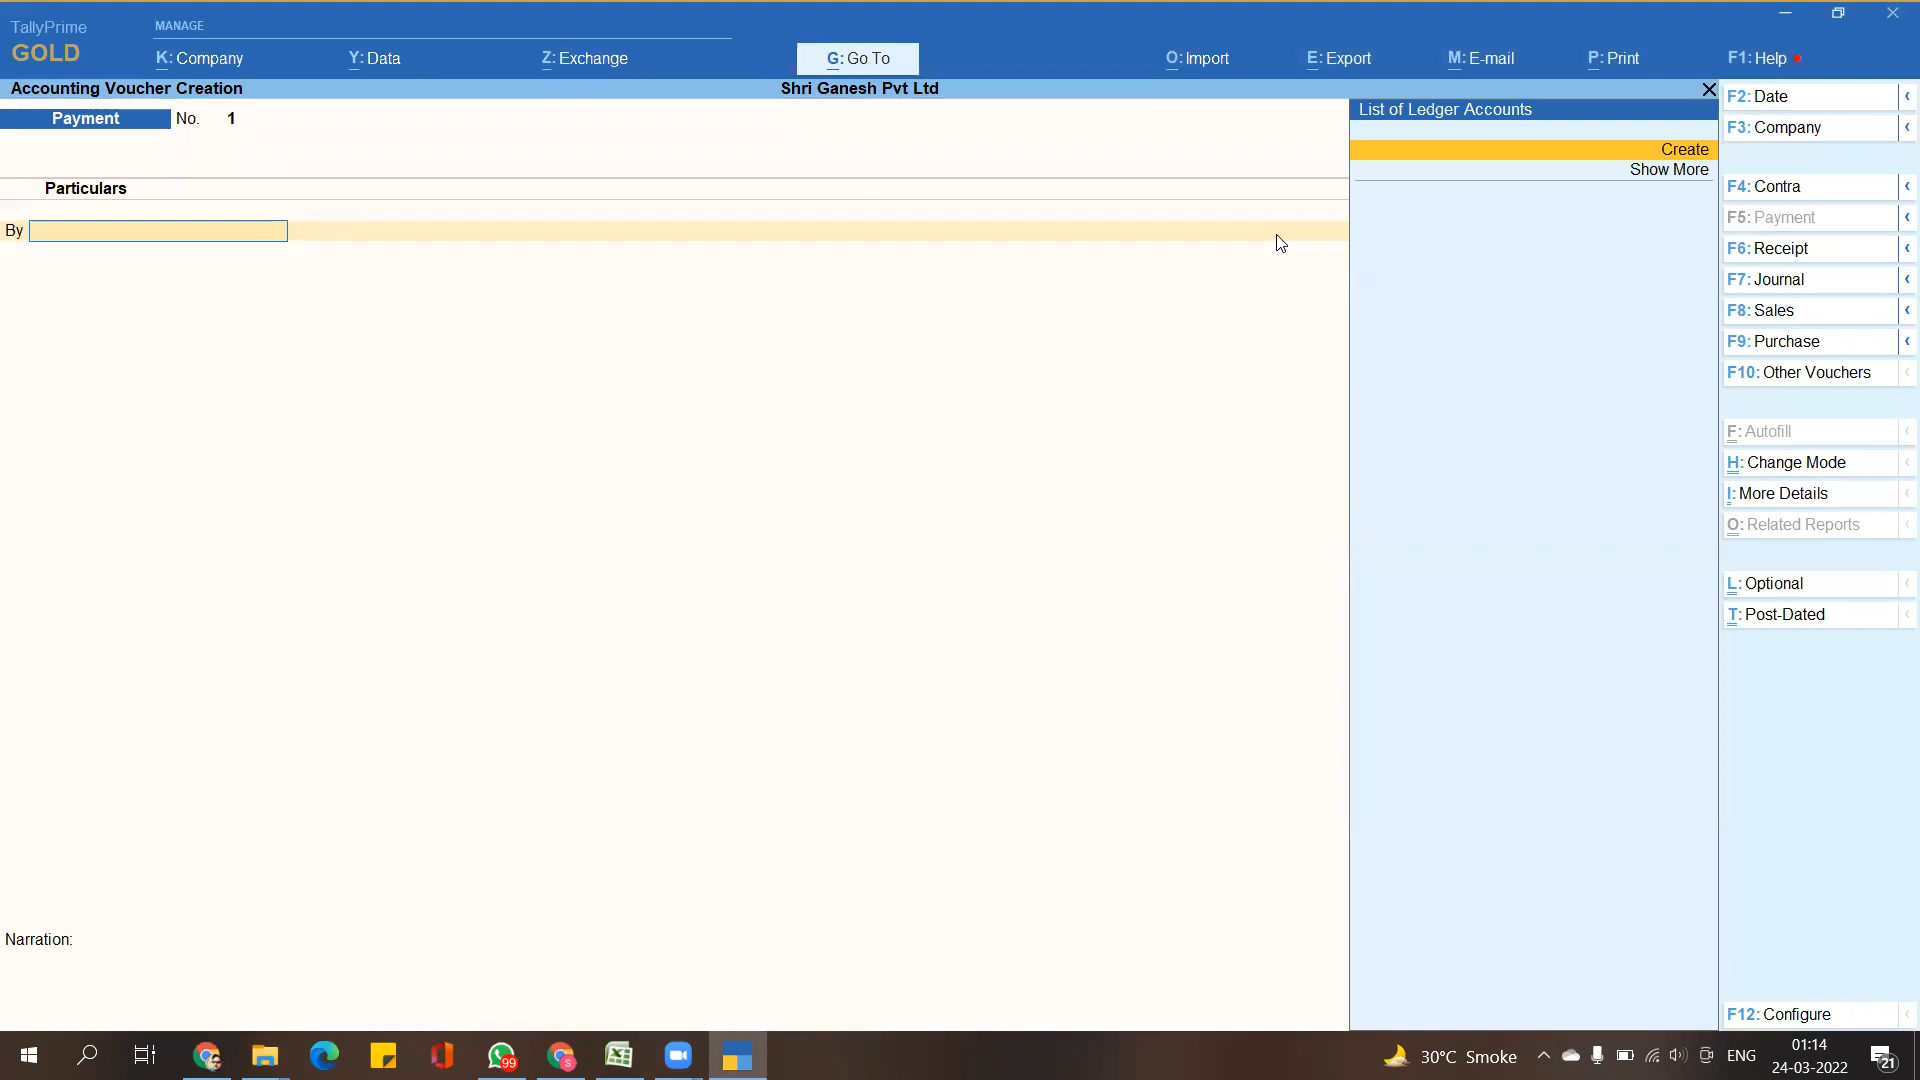 TallyPrime
GOLD
MANAGE
K: Company
Y: Data
Z: Exchange
G: Go To
O: Import
E: Export
M: E-mail
P: Print
F1: Help
Accounting Voucher Creation
Shri Ganesh Pvt Ltd
Payment No. 1
Particulars
By
Narration:
List of Ledger Accounts
Create
Show More
F2: Date
F3: Company
F4: Contra
F5: Payment
F6: Receipt
F7: Journal
F8: Sales
F9: Purchase
F10: Other Vouchers
F: Autofill
H: Change Mode
I: More Details
O: Related Reports
L: Optional
T: Post-Dated
F12: Configure
99
S
30°C Smoke
ENG
01:14
24-03-2022
21